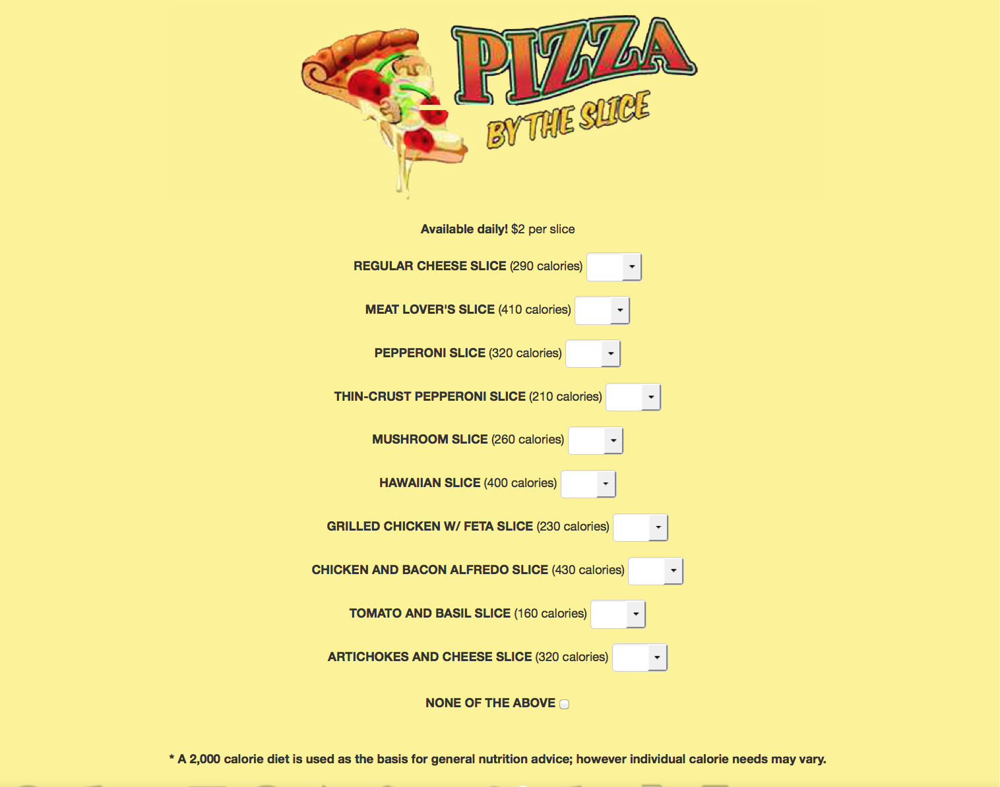 PIZZA
BY THE SLICE
Available daily! $2 per slice
REGULAR CHEESE SLICE (290 calories)
MEAT LOVER'S SLICE (410 calories)
PEPPERONI SLICE (320 calories)
THIN-CRUST PEPPERONI SLICE (210 calories)
MUSHROOM SLICE (260 calories)
HAWAIIAN SLICE (400 calories)
GRILLED CHICKEN W/ FETA SLICE (230 calories)
CHICKEN AND BACON ALFREDO SLICE (430 calories)
TOMATO AND BASIL SLICE (160 calories)
ARTICHOKES AND CHEESE SLICE (320 calories)
NONE OF THE ABOVE
* A 2,000 calorie diet is used as the basis for general nutrition advice; however individual calorie needs may vary.